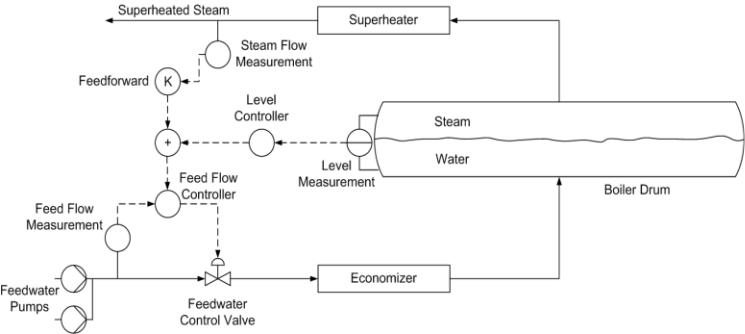 Superheated Steam
Superheater
Steam Flow
Measurement
Feedforward
K
Level
Controller
Steam
+
Water
Level
Measurement
Boiler Drum
Feed Flow
Controller
Feed Flow
Measurement
Economizer
Feedwater
Pumps
Feedwater
Control Valve